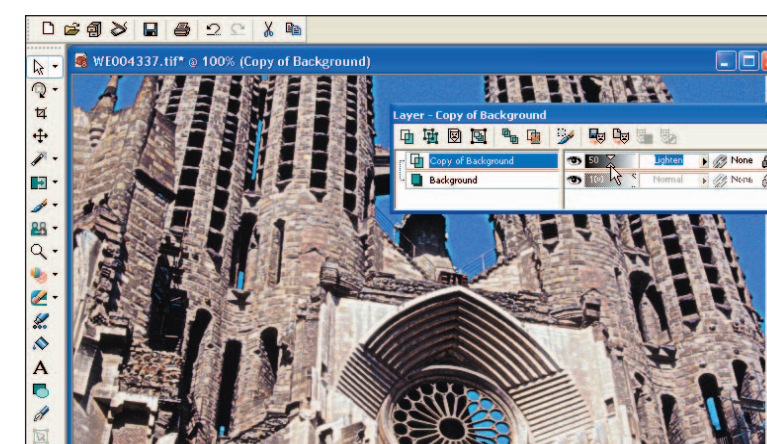 WE004337.tif* @ 100% (Copy of Background)
Layer - Copy of Background
Copy of Background 50 Lighten None
Background 100 Normal None
A